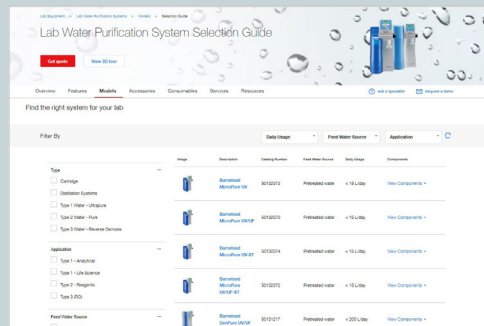 Lab Equipment > Lab Water Purification Systems > Models > Selection Guide
Lab Water Purification System Selection Guide
Get quote View 3D tour
Overview Features Models Accessories Consumables Services Resources Ask a specialist Request a demo
Find the right system for your lab
Filter By Daily Usage Feed Water Source Application
Image Description Catalog Number Feed Water Source Daily Usage Components
Type
Cartridge
Distillation Systems
Type 1 Water - Ultrapure
Type 2 Water - Pure
Type 3 Water - Reverse Osmosis
Application
Type 1 - Analytical
Type 1 - Life Science
Type 2 - Reagents
Type 3 (RO)
Feed Water Source
Barnstead
MicroPure UV
50132373 Pretreated water < 15 L/day View Components
Barnstead
MicroPure UV/UF
50132370 Pretreated water < 15 L/day View Components
Barnstead
MicroPure UV-ST
50132374 Pretreated water < 15 L/day View Components
Barnstead
MicroPure
UV/UF-ST
50132372 Pretreated water < 15 L/day View Components
Barnstead
GenPure UV/UF
50131217 Pretreated water < 200 L/day View Components